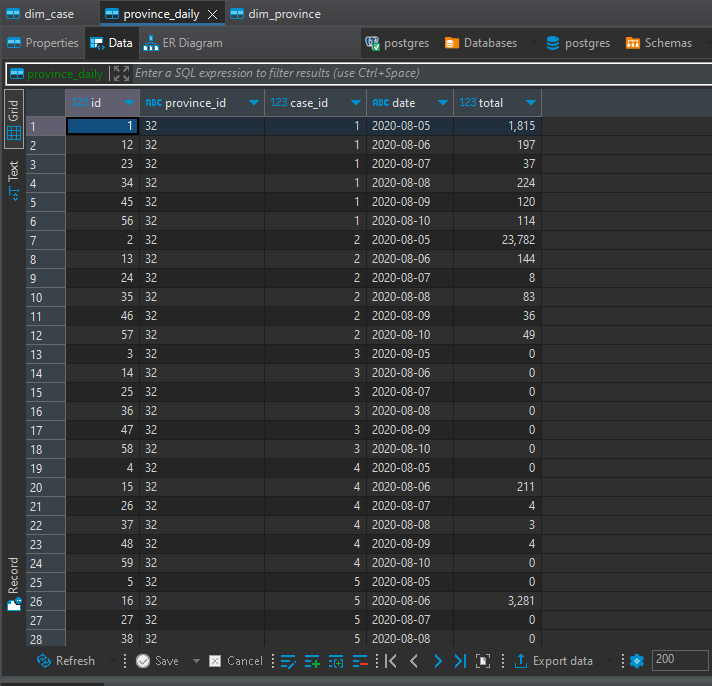 dim_case province_daily dim_province
Properties Data ER Diagram postgres Databases postgres Schemas
province_daily Enter a SQL expression to filter results (use Ctrl+Space)
Grid
Text
Record
123 id ABC province_id 123 case_id ABC date 123 total
1 1 32 1 2020-08-05 1,815
2 12 32 1 2020-08-06 197
3 23 32 1 2020-08-07 37
4 34 32 1 2020-08-08 224
5 45 32 1 2020-08-09 120
6 56 32 1 2020-08-10 114
7 2 32 2 2020-08-05 23,782
8 13 32 2 2020-08-06 144
9 24 32 2 2020-08-07 8
10 35 32 2 2020-08-08 83
11 46 32 2 2020-08-09 36
12 57 32 2 2020-08-10 49
13 3 32 3 2020-08-05 0
14 14 32 3 2020-08-06 0
15 25 32 3 2020-08-07 0
16 36 32 3 2020-08-08 0
17 47 32 3 2020-08-09 0
18 58 32 3 2020-08-10 0
19 4 32 4 2020-08-05 0
20 15 32 4 2020-08-06 211
21 26 32 4 2020-08-07 4
22 37 32 4 2020-08-08 3
23 48 32 4 2020-08-09 4
24 59 32 4 2020-08-10 0
25 5 32 5 2020-08-05 0
26 16 32 5 2020-08-06 3,281
27 27 32 5 2020-08-07 0
28 38 32 5 2020-08-08 0
Refresh Save Cancel Export data 200